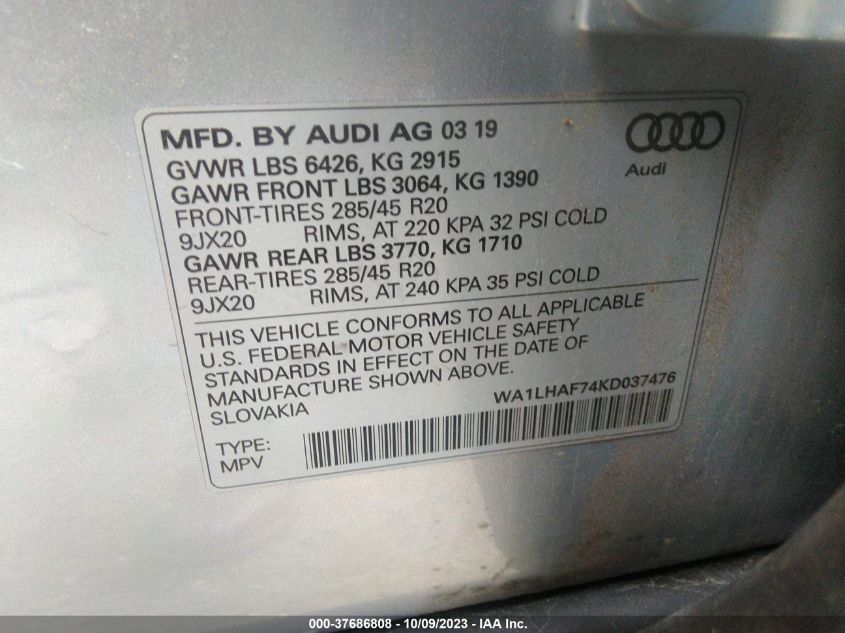 MFD. BY AUDI AG 03 19
Audi
GVWR LBS 6426, KG 2915
GAWR FRONT LBS 3064, KG 1390
FRONT-TIRES 285/45 R20
9JX20 RIMS, AT 220 KPA 32 PSI COLD
GAWR REAR LBS 3770, KG 1710
REAR-TIRES 285/45 R20
9JX20 RIMS, AT 240 KPA 35 PSI COLD
THIS VEHICLE CONFORMS TO ALL APPLICABLE
U.S. FEDERAL MOTOR VEHICLE SAFETY
STANDARDS IN EFFECT ON THE DATE OF
MANUFACTURE SHOWN ABOVE.
SLOVAKIA
WA1LHAF74KD037476
TYPE:
MPV
000-37686808 - 10/09/2023 - IAA Inc.